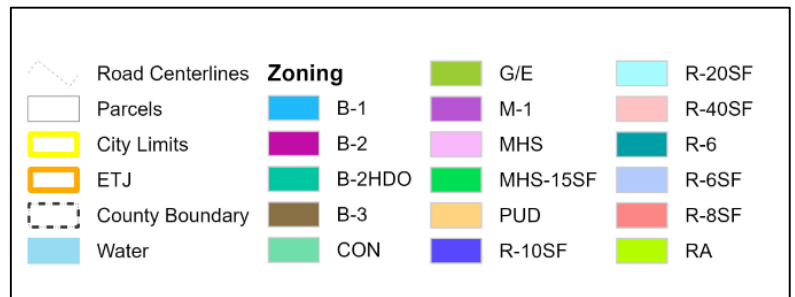 Road Centerlines
Parcels
City Limits
ETJ
County Boundary
Water
Zoning
B-1
B-2
B-2HDO
B-3
CON
G/E
M-1
MHS
MHS-15SF
PUD
R-10SF
R-20SF
R-40SF
R-6
R-6SF
R-8SF
RA